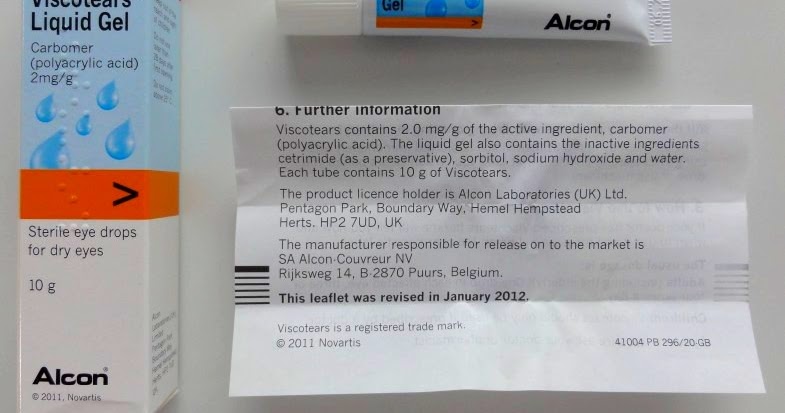 Viscotears
Liquid Gel
Carbomer
(polyacrylic acid)
2mg/g
>
Sterile eye drops
for dry eyes
10 g
Alcon
© 2011, Novartis
Gel
>
Alcon
6. Further information
Viscotears contains 2.0 mg/g of the active ingredient, carbomer
(polyacrylic acid). The liquid gel also contains the inactive ingredients
cetrimide (as a preservative), sorbitol, sodium hydroxide and water.
Each tube contains 10 g of Viscotears.
The product licence holder is Alcon Laboratories (UK) Ltd.
Pentagon Park, Boundary Way, Hemel Hempstead
Herts. HP2 7UD, UK
The manufacturer responsible for release on to the market is
SA Alcon-Couvreur NV
Rijksweg 14, B-2870 Puurs, Belgium.
This leaflet was revised in January 2012.
Viscotears is a registered trade mark.
© 2011 Novartis
41004 PB 296/20-GB